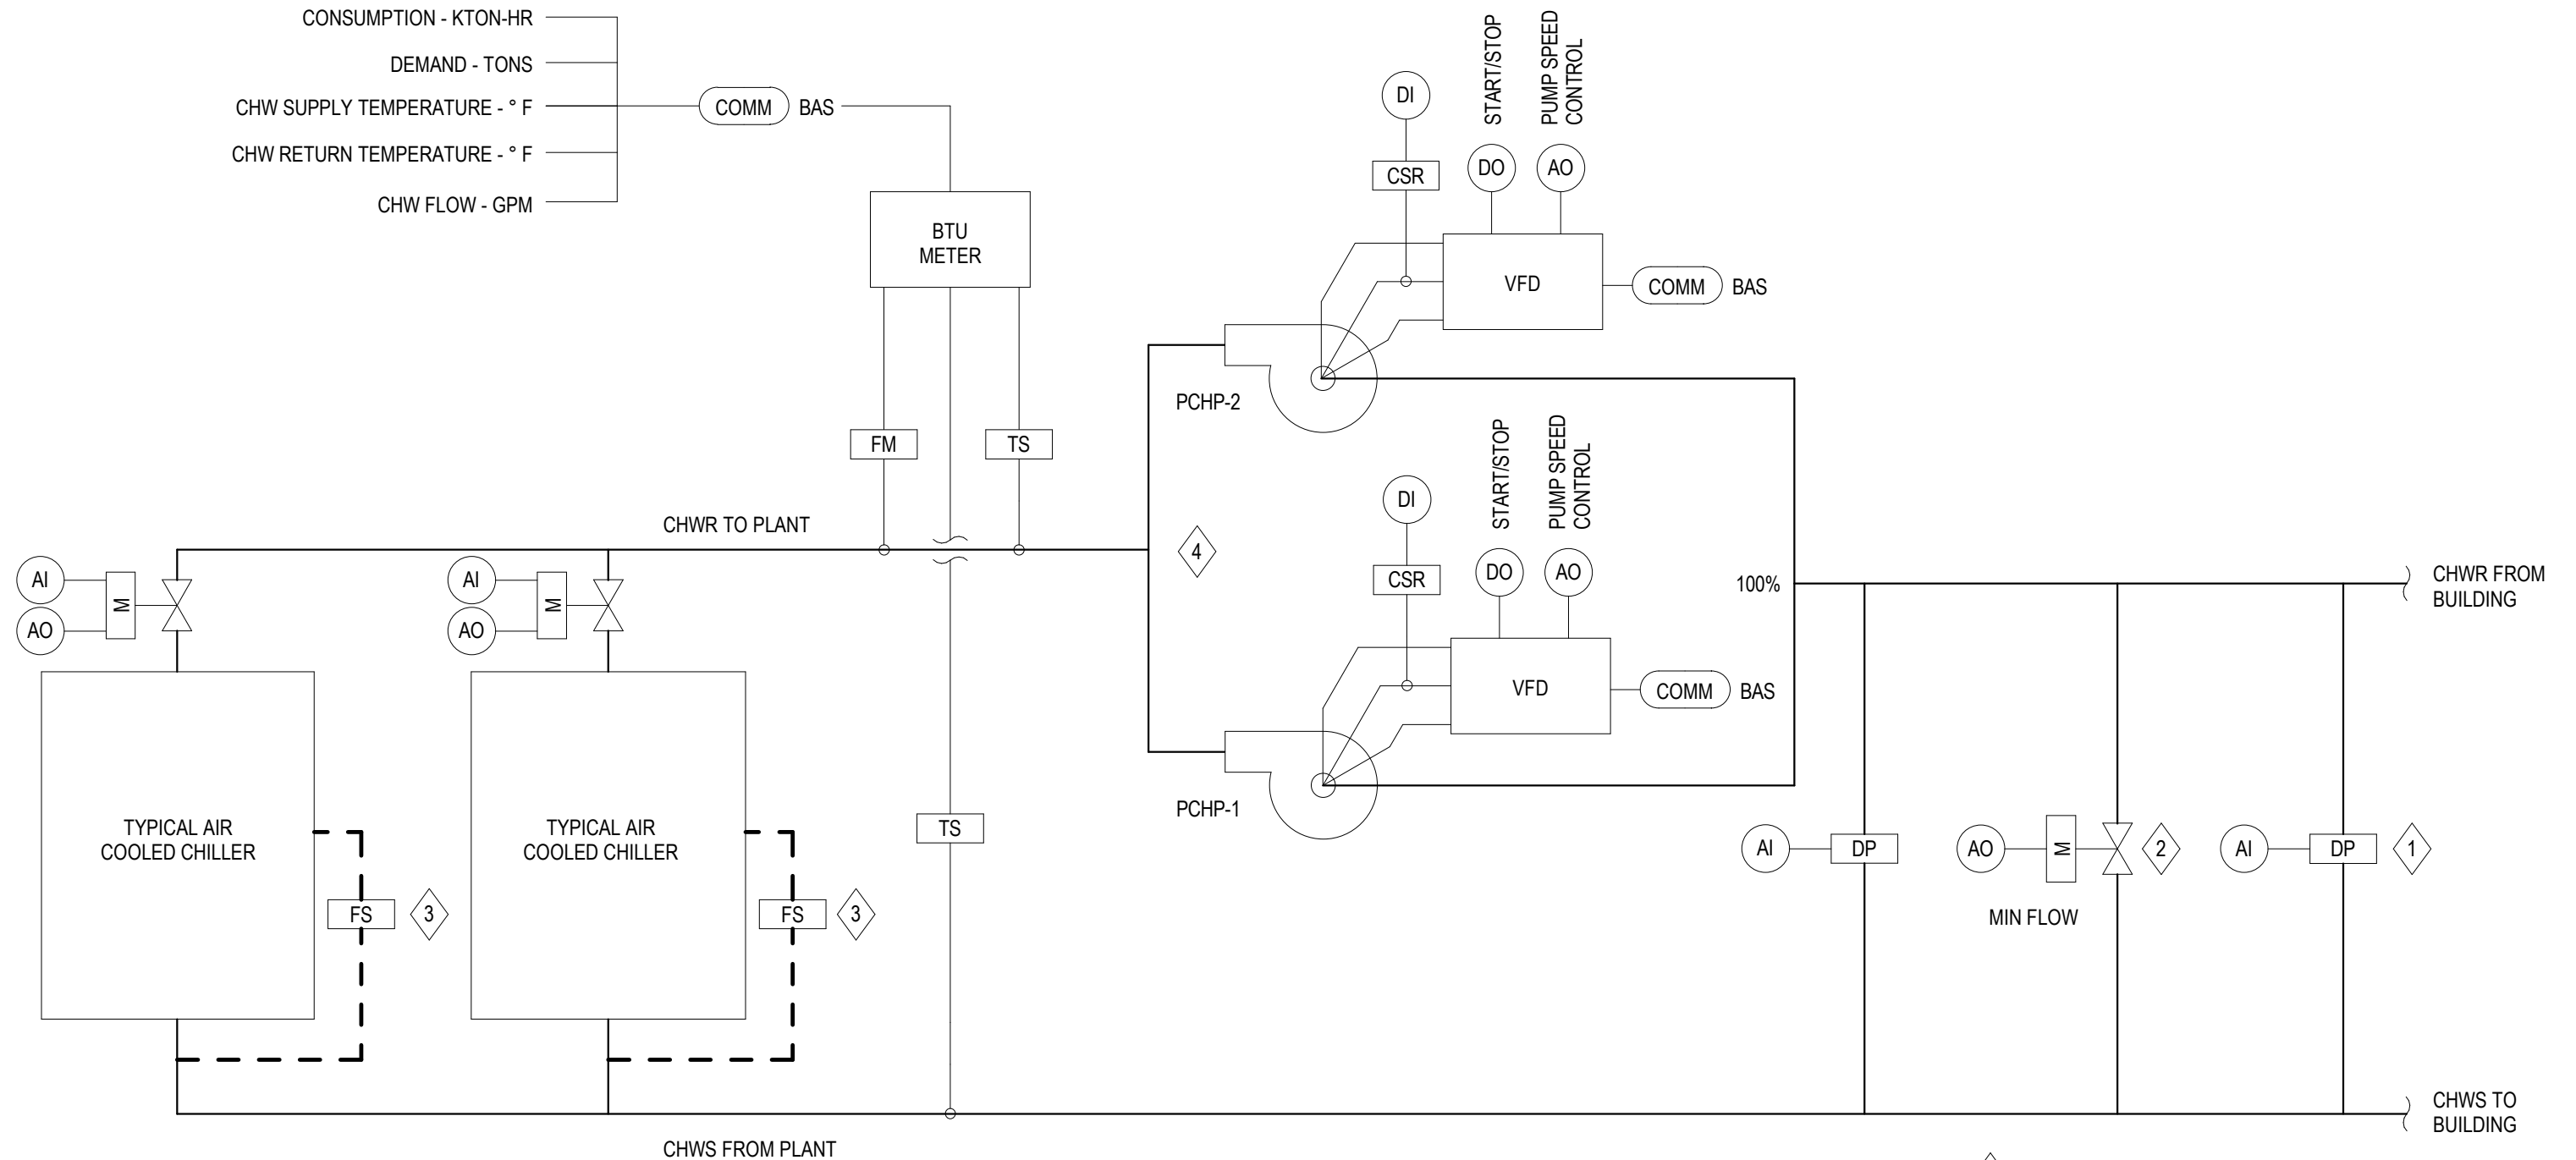 CONSUMPTION - KTON-HR
DEMAND - TONS
CHW SUPPLY TEMPERATURE - ° F
CHW RETURN TEMPERATURE - ° F
CHW FLOW - GPM
COMM
BAS
BTU
METER
FM
TS
DI
CSR
START/STOP
PUMP SPEED
CONTROL
DO
AO
VFD
COMM
BAS
PCHP-2
CHWR TO PLANT
4
DI
CSR
START/STOP
PUMP SPEED
CONTROL
DO
AO
VFD
COMM
BAS
PCHP-1
100%
CHWR FROM
BUILDING
AI
AO
M
AI
AO
M
TYPICAL AIR
COOLED CHILLER
FS
3
TYPICAL AIR
COOLED CHILLER
FS
3
TS
AI
DP
AO
M
2
MIN FLOW
AI
DP
1
CHWS TO
BUILDING
CHWS FROM PLANT